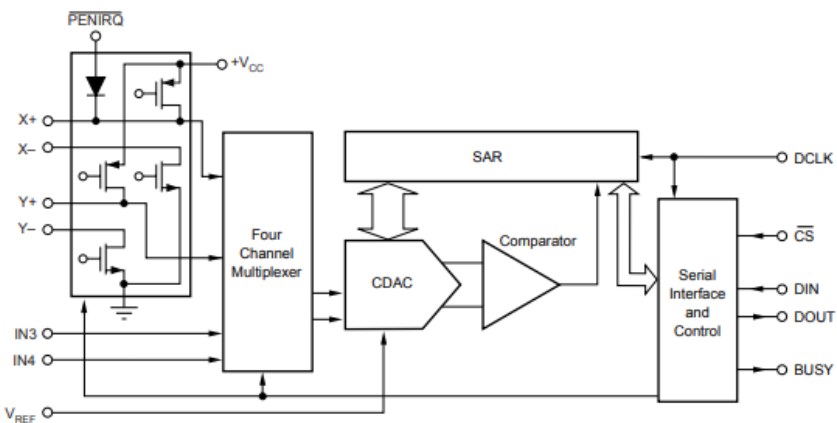 PENIRQ
+VCC
X+
X–
Y+
Y–
IN3
IN4
VREF
Four
Channel
Multiplexer
SAR
CDAC
Comparator
Serial
Interface
and
Control
DCLK
CS
DIN
DOUT
BUSY